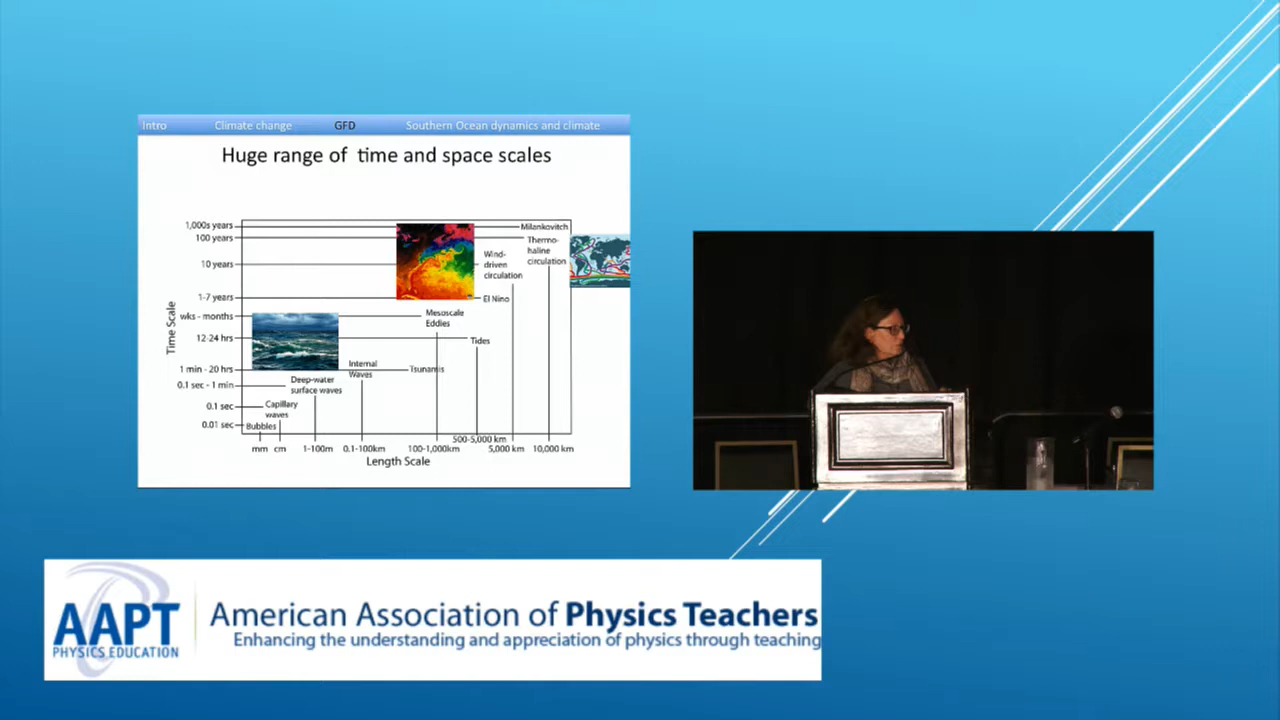 Intro Climate change GFD Southern Ocean dynamics and climate
Huge range of time and space scales
Time Scale
1,000s years
100 years
10 years
1-7 years
wks - months
12-24 hrs
1 min - 20 hrs
0.1 sec - 1 min
0.1 sec
0.01 sec
Milankovitch
Thermo-
haline
circulation
Wind-
driven
circulation
El Nino
Mesoscale
Eddies
Tides
Internal
Waves
Tsunamis
Deep-water
surface waves
Capillary
waves
Bubbles
mm cm 1-100m 0.1-100km 100-1,000km 500-5,000 km 5,000 km 10,000 km
Length Scale
AAPT
PHYSICS EDUCATION
American Association of Physics Teachers
Enhancing the understanding and appreciation of physics through teaching